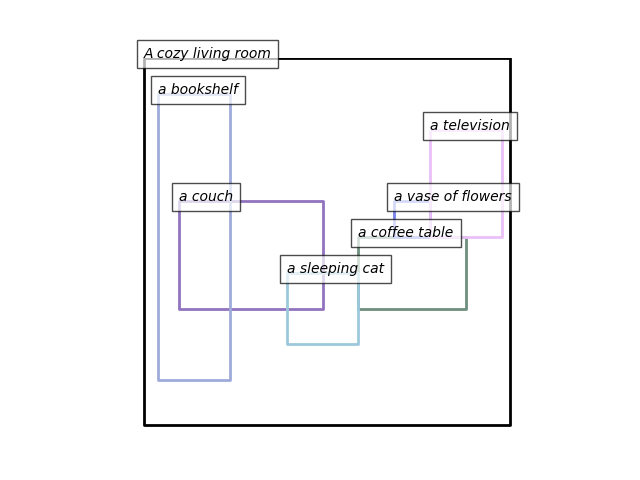 A cozy living room
a bookshelf
a television
a couch
a vase of flowers
a coffee table
a sleeping cat